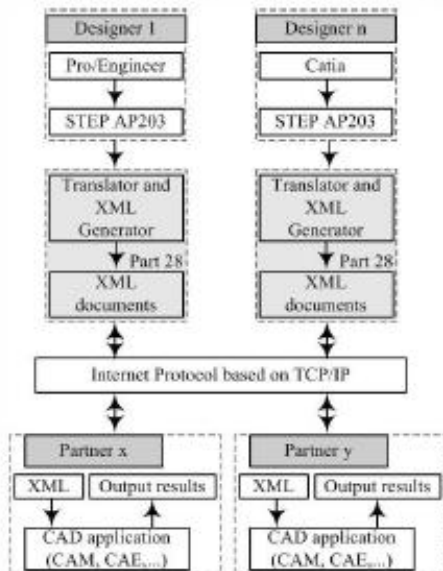 Designer 1
Designer n
Pro/Engineer
Catia
STEP AP203
STEP AP203
Translator and
XML
Generator
Translator and
XML
Generator
Part 28
Part 28
XML
documents
XML
documents
Internet Protocol based on TCP/IP
Partner x
Partner y
XML
Output results
XML
Output results
CAD application
(CAM, CAE,...)
CAD application
(CAM, CAE,...)